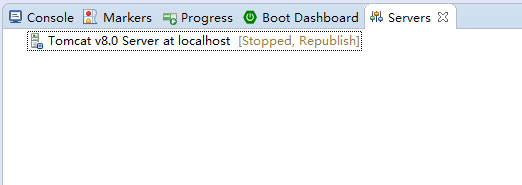 Console Markers Progress Boot Dashboard Servers
Tomcat v8.0 Server at localhost [Stopped, Republish]